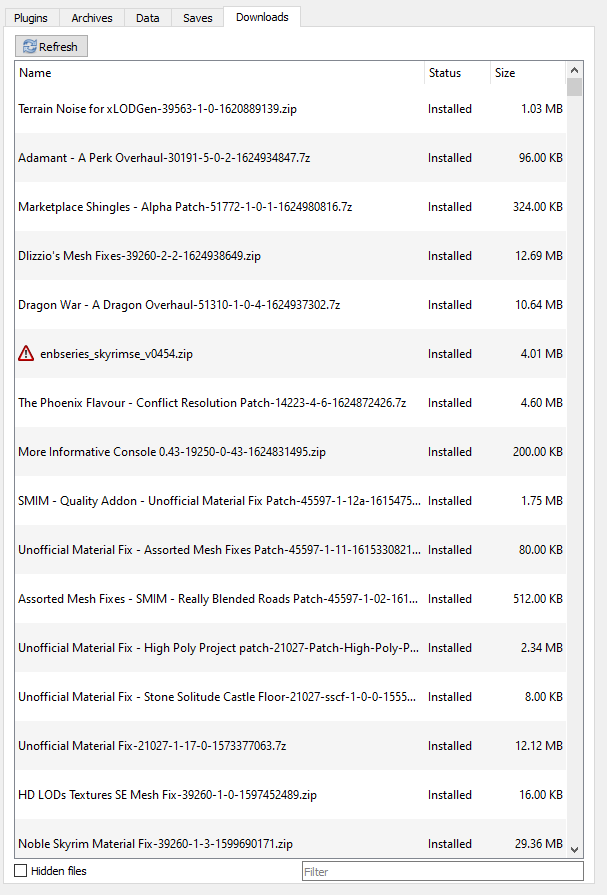 Plugins Archives Data Saves Downloads
Refresh
Name Status Size
Terrain Noise for xLODGen-39563-1-0-1620889139.zip Installed 1.03 MB
Adamant - A Perk Overhaul-30191-5-0-2-1624934847.7z Installed 96.00 KB
Marketplace Shingles - Alpha Patch-51772-1-0-1-1624980816.7z Installed 324.00 KB
Dlizzio's Mesh Fixes-39260-2-2-1624938649.zip Installed 12.69 MB
Dragon War - A Dragon Overhaul-51310-1-0-4-1624937302.7z Installed 10.64 MB
enbseries_skyrimse_v0454.zip Installed 4.01 MB
The Phoenix Flavour - Conflict Resolution Patch-14223-4-6-1624872426.7z Installed 4.60 MB
More Informative Console 0.43-19250-0-43-1624831495.zip Installed 200.00 KB
SMIM - Quality Addon - Unofficial Material Fix Patch-45597-1-12a-1615475... Installed 1.75 MB
Unofficial Material Fix - Assorted Mesh Fixes Patch-45597-1-11-1615330821... Installed 80.00 KB
Assorted Mesh Fixes - SMIM - Really Blended Roads Patch-45597-1-02-161... Installed 512.00 KB
Unofficial Material Fix - High Poly Project patch-21027-Patch-High-Poly-P... Installed 2.34 MB
Unofficial Material Fix - Stone Solitude Castle Floor-21027-sscf-1-0-0-1555... Installed 8.00 KB
Unofficial Material Fix-21027-1-17-0-1573377063.7z Installed 12.12 MB
HD LODs Textures SE Mesh Fix-39260-1-0-1597452489.zip Installed 16.00 KB
Noble Skyrim Material Fix-39260-1-3-1599690171.zip Installed 29.36 MB
Hidden files Filter